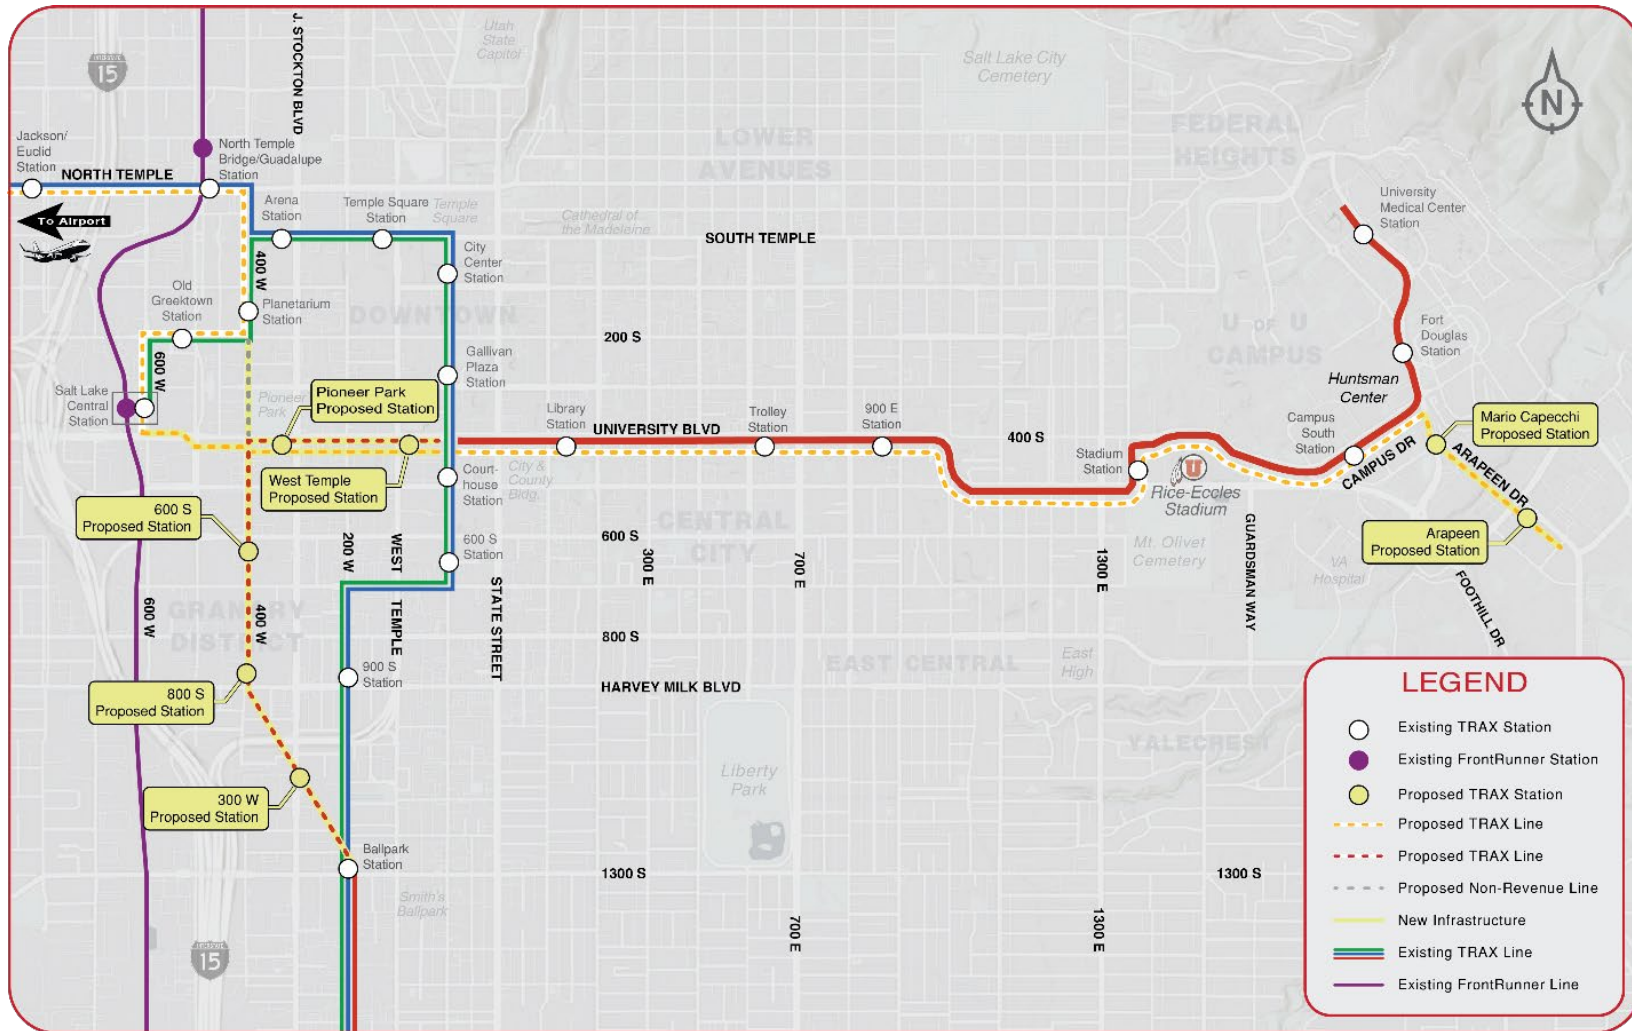 INTERSTATE
15
J. STOCKTON BLVD
Utah
State
Capitol
Salt Lake City
Cemetery
N
Jackson/
Euclid
Station
NORTH TEMPLE
North Temple
Bridge/Guadalupe
Station
LOWER
AVENUES
FEDERAL
HEIGHTS
To Airport
Arena
Station
Temple Square
Station
Temple
Square
Cathedral of
the Madeleine
SOUTH TEMPLE
University
Medical Center
Station
City
Center
Station
400 W
Old
Greektown
Station
Planetarium
Station
DOWNTOWN
200 S
U OF U
CAMPUS
Fort
Douglas
Station
600 W
Salt Lake
Central
Station
Pioneer
Park
Pioneer Park
Proposed Station
Gallivan
Plaza
Station
Library
Station
UNIVERSITY BLVD
Trolley
Station
900 E
Station
400 S
Huntsman
Center
Campus
South
Station
CAMPUS DR
Mario Capecchi
Proposed Station
ARAPEEN DR
Stadium
Station
U
Rice-Eccles
Stadium
West Temple
Proposed Station
Court-
house
Station
City &
County
Bldg.
600 S
Proposed Station
CENTRAL
CITY
600 S
Station
600 S
300 E
700 E
1300 E
Mt. Olivet
Cemetery
GUARDSMAN WAY
VA
Hospital
Arapeen
Proposed Station
FOOTHILL DR
200 W
WEST
TEMPLE
STATE STREET
600 W
GRANARY
DISTRICT
400 W
800 S
EAST CENTRAL
East
High
900 S
Station
HARVEY MILK BLVD
800 S
Proposed Station
YALECREST
300 W
Proposed Station
Liberty
Park
Ballpark
Station
Smith's
Ballpark
1300 S
1300 S
700 E
1300 E
INTERSTATE
15
LEGEND
Existing TRAX Station
Existing FrontRunner Station
Proposed TRAX Station
Proposed TRAX Line
Proposed TRAX Line
Proposed Non-Revenue Line
New Infrastructure
Existing TRAX Line
Existing FrontRunner Line